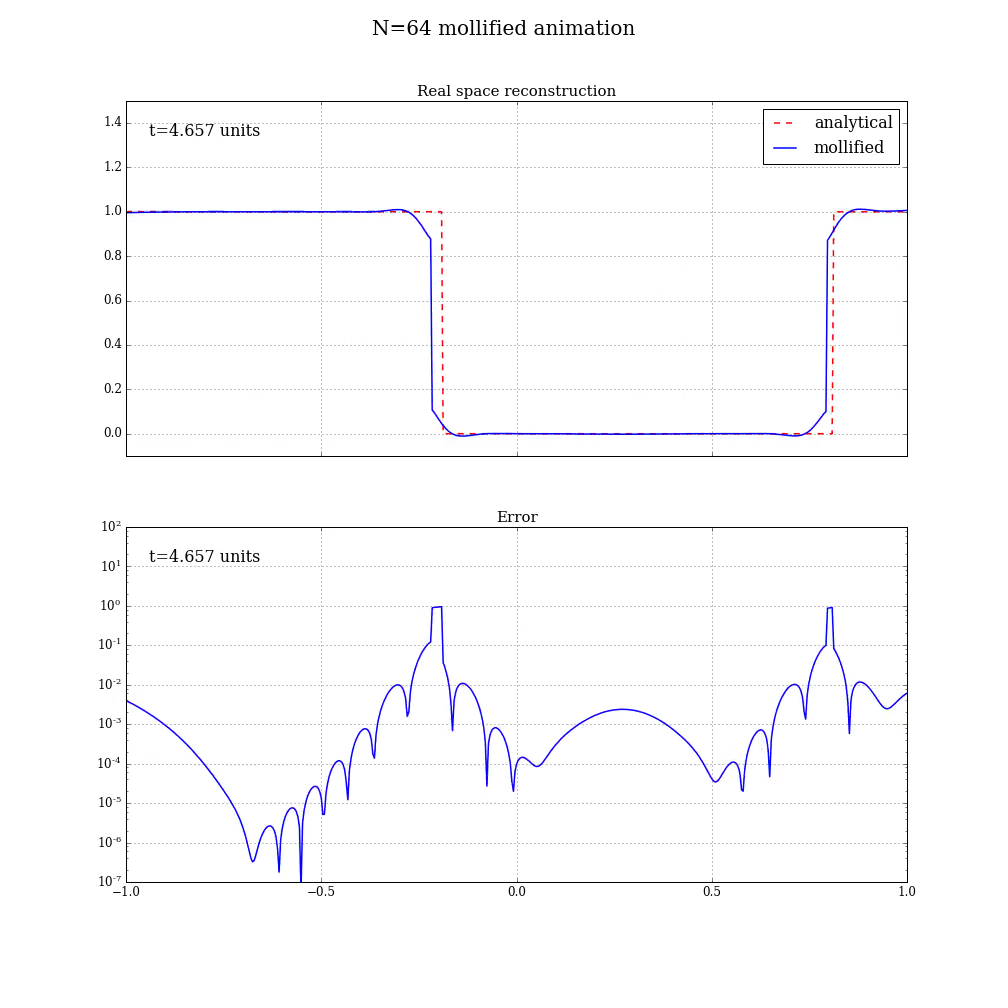 N=64 mollified animation
Real space reconstruction
t=4.657 units
analytical
mollified
1.4
1.2
1.0
0.8
0.6
0.4
0.2
0.0
Error
t=4.657 units
10²
10¹
10⁰
10⁻¹
10⁻²
10⁻³
10⁻⁴
10⁻⁵
10⁻⁶
10⁻⁷
−1.0 −0.5 0.0 0.5 1.0